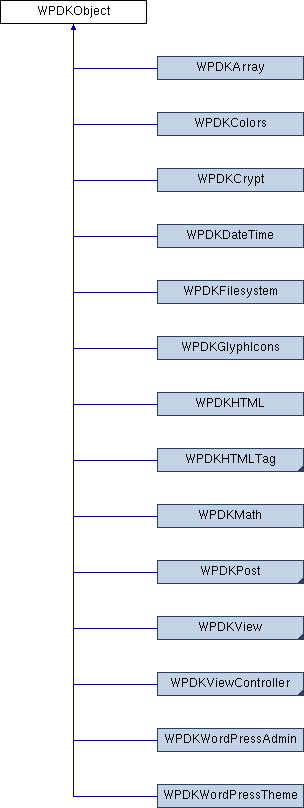 WPDKObject
WPDKArray
WPDKColors
WPDKCrypt
WPDKDateTime
WPDKFilesystem
WPDKGlyphIcons
WPDKHTML
WPDKHTMLTag
WPDKMath
WPDKPost
WPDKView
WPDKViewController
WPDKWordPressAdmin
WPDKWordPressTheme